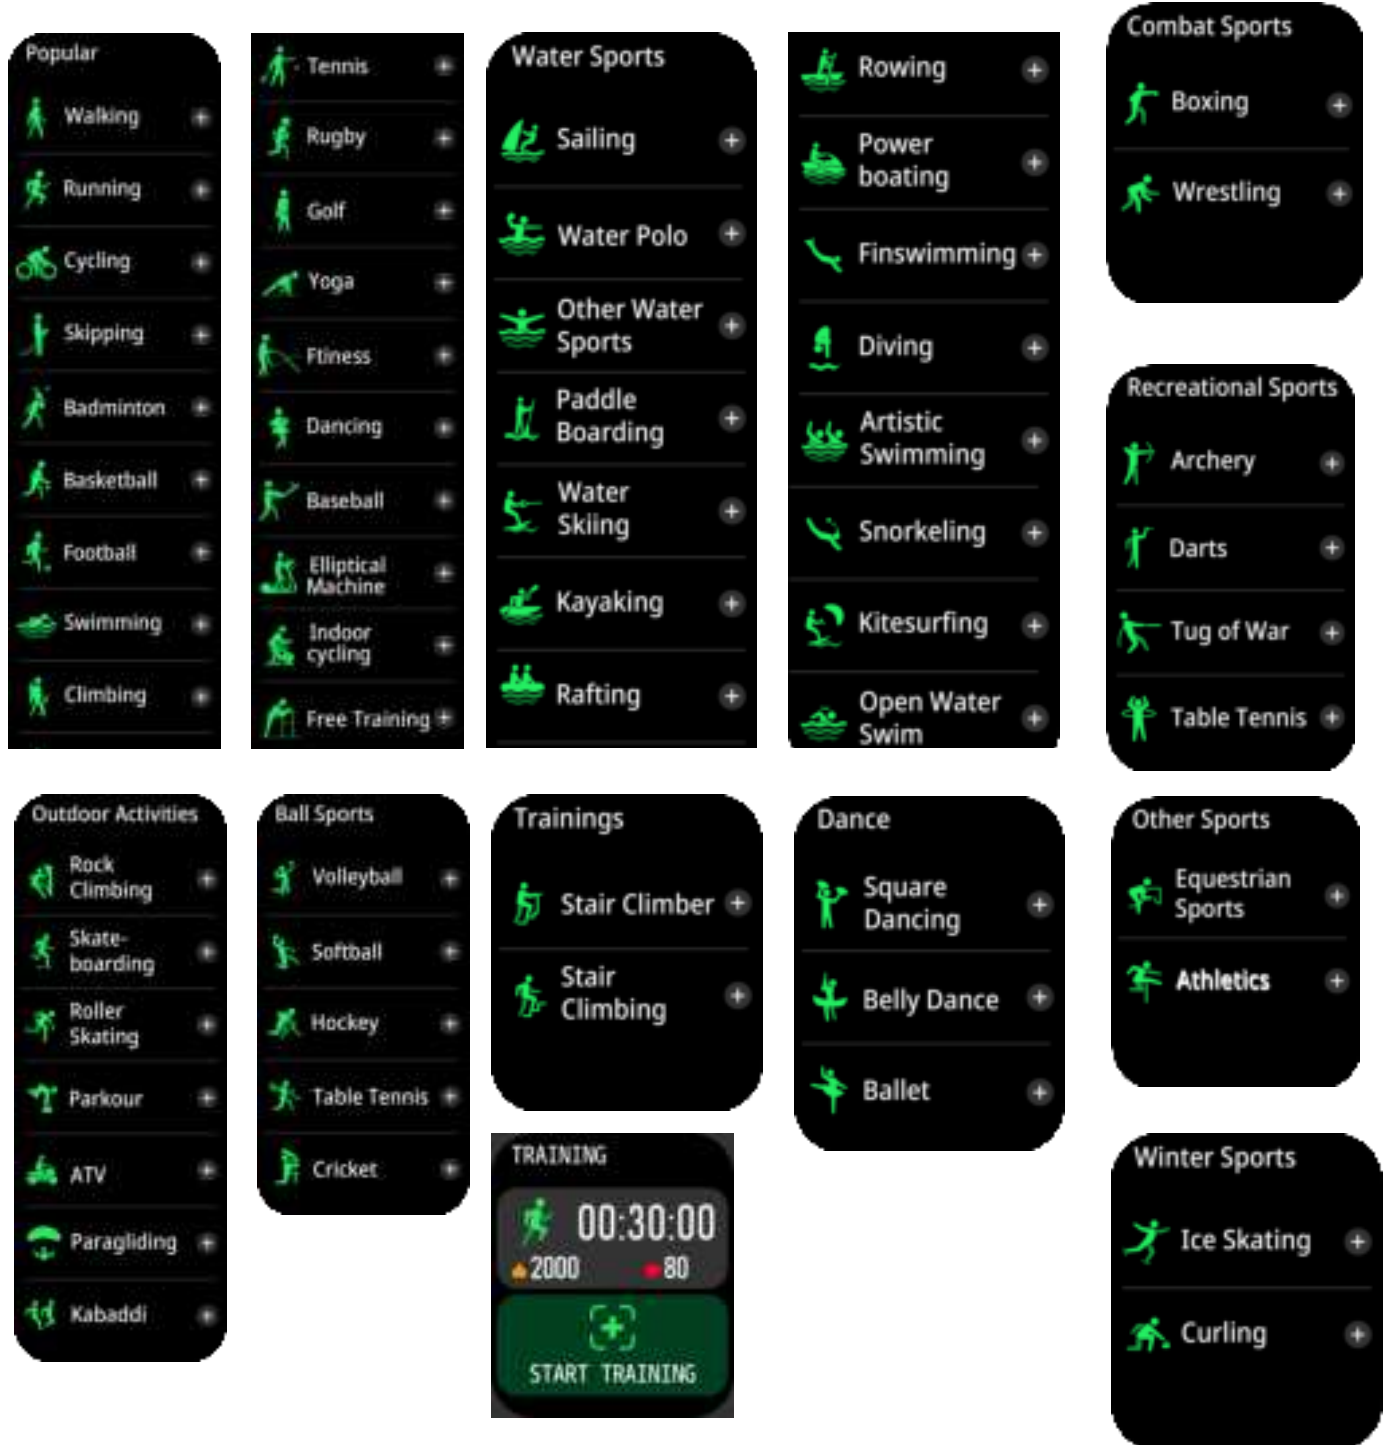 Popular
Walking
Running
Cycling
Skipping
Badminton
Basketball
Football
Swimming
Climbing
Tennis
Rugby
Golf
Yoga
Ftiness
Dancing
Baseball
Elliptical
Machine
Indoor
cycling
Free Training
Water Sports
Sailing
Water Polo
Other Water
Sports
Paddle
Boarding
Water
Skiing
Kayaking
Rafting
Rowing
Power
boating
Finswimming
Diving
Artistic
Swimming
Snorkeling
Kitesurfing
Open Water
Swim
Combat Sports
Boxing
Wrestling
Recreational Sports
Archery
Darts
Tug of War
Table Tennis
Outdoor Activities
Rock
Climbing
Skate-
boarding
Roller
Skating
Parkour
ATV
Paragliding
Kabaddi
Ball Sports
Volleyball
Softball
Hockey
Table Tennis
Cricket
Trainings
Stair Climber
Stair
Climbing
TRAINING
00:30:00
2000 80
START TRAINING
Dance
Square
Dancing
Belly Dance
Ballet
Other Sports
Equestrian
Sports
Athletics
Winter Sports
Ice Skating
Curling